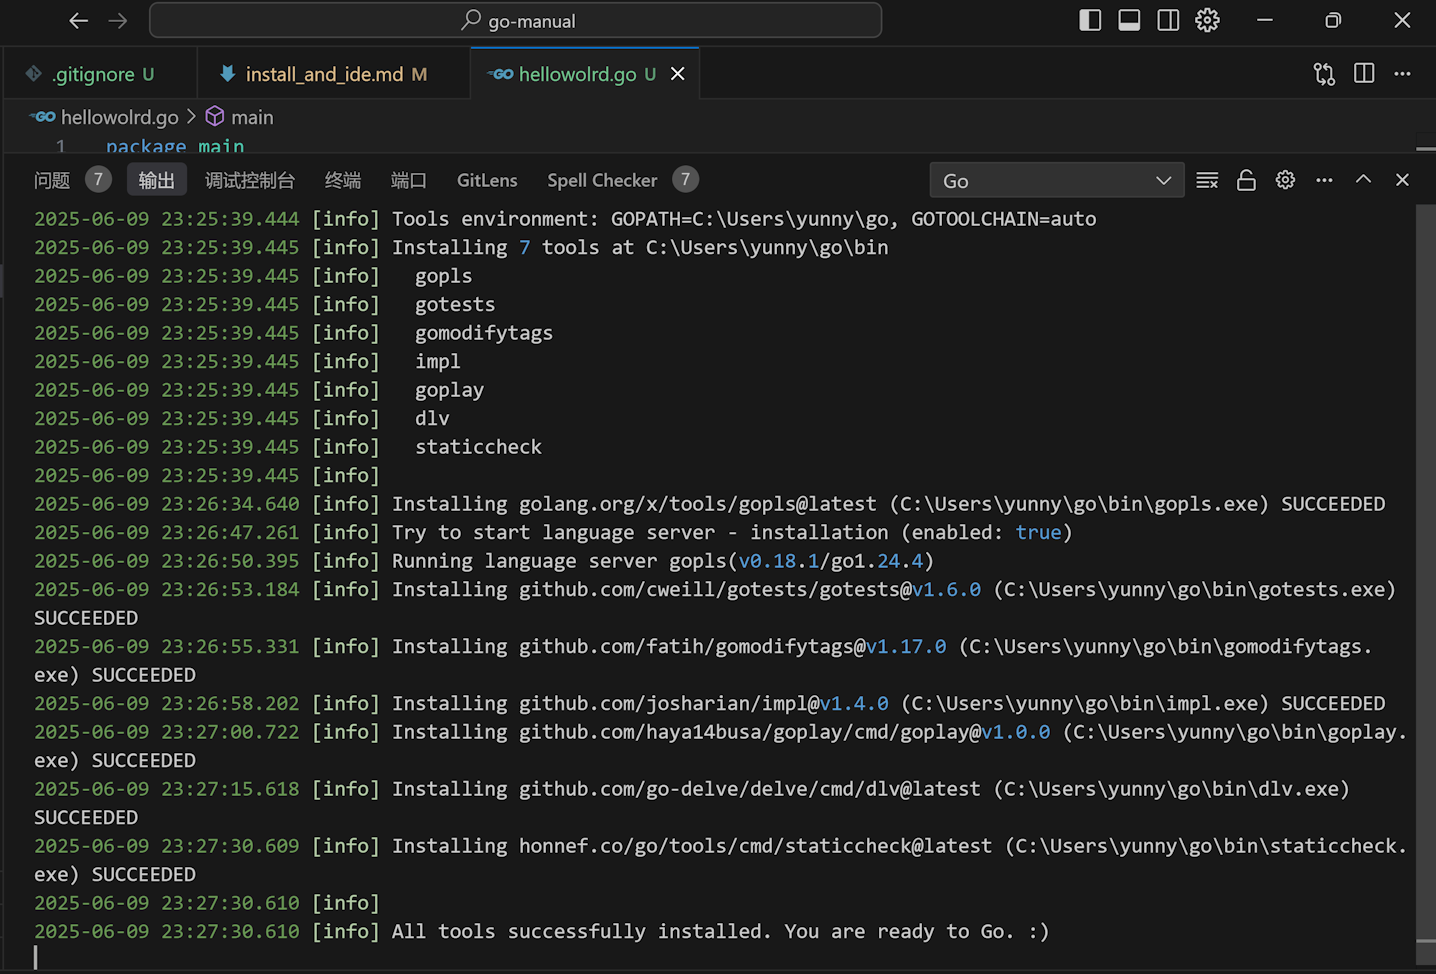 go-manual
.gitignore U
install_and_ide.md M
GO hellowolrd.go U
GO hellowolrd.go > main
1 package main
问题 7 输出 调试控制台 终端 端口 GitLens Spell Checker 7 Go
2025-06-09 23:25:39.444 [info] Tools environment: GOPATH=C:\Users\yunny\go, GOTOOLCHAIN=auto
2025-06-09 23:25:39.445 [info] Installing 7 tools at C:\Users\yunny\go\bin
2025-06-09 23:25:39.445 [info]   gopls
2025-06-09 23:25:39.445 [info]   gotests
2025-06-09 23:25:39.445 [info]   gomodifytags
2025-06-09 23:25:39.445 [info]   impl
2025-06-09 23:25:39.445 [info]   goplay
2025-06-09 23:25:39.445 [info]   dlv
2025-06-09 23:25:39.445 [info]   staticcheck
2025-06-09 23:25:39.445 [info]
2025-06-09 23:26:34.640 [info] Installing golang.org/x/tools/gopls@latest (C:\Users\yunny\go\bin\gopls.exe) SUCCEEDED
2025-06-09 23:26:47.261 [info] Try to start language server - installation (enabled: true)
2025-06-09 23:26:50.395 [info] Running language server gopls(v0.18.1/go1.24.4)
2025-06-09 23:26:53.184 [info] Installing github.com/cweill/gotests/gotests@v1.6.0 (C:\Users\yunny\go\bin\gotests.exe)
SUCCEEDED
2025-06-09 23:26:55.331 [info] Installing github.com/fatih/gomodifytags@v1.17.0 (C:\Users\yunny\go\bin\gomodifytags.
exe) SUCCEEDED
2025-06-09 23:26:58.202 [info] Installing github.com/josharian/impl@v1.4.0 (C:\Users\yunny\go\bin\impl.exe) SUCCEEDED
2025-06-09 23:27:00.722 [info] Installing github.com/haya14busa/goplay/cmd/goplay@v1.0.0 (C:\Users\yunny\go\bin\goplay.
exe) SUCCEEDED
2025-06-09 23:27:15.618 [info] Installing github.com/go-delve/delve/cmd/dlv@latest (C:\Users\yunny\go\bin\dlv.exe)
SUCCEEDED
2025-06-09 23:27:30.609 [info] Installing honnef.co/go/tools/cmd/staticcheck@latest (C:\Users\yunny\go\bin\staticcheck.
exe) SUCCEEDED
2025-06-09 23:27:30.610 [info]
2025-06-09 23:27:30.610 [info] All tools successfully installed. You are ready to Go. :)